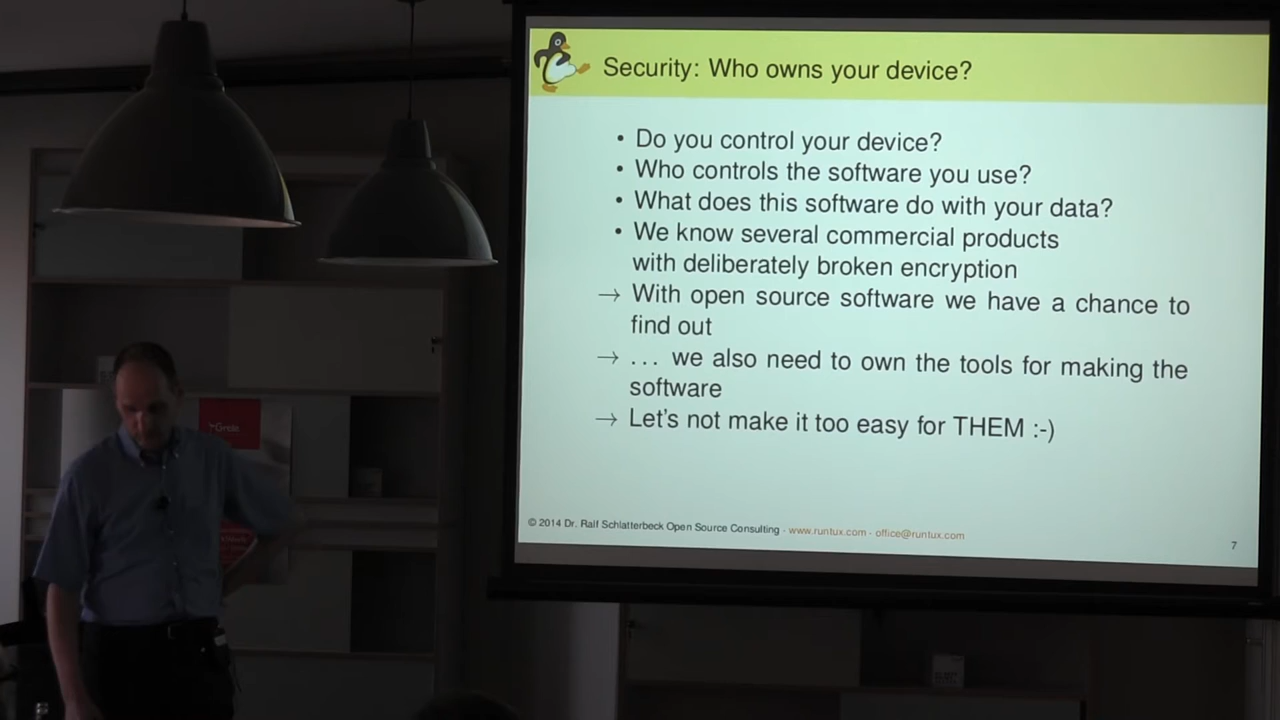 Security: Who owns your device?
• Do you control your device?
• Who controls the software you use?
• What does this software do with your data?
• We know several commercial products
with deliberately broken encryption
→ With open source software we have a chance to
find out
→ ... we also need to own the tools for making the
software
→ Let's not make it too easy for THEM :-)
© 2014 Dr. Ralf Schlatterbeck Open Source Consulting · www.runtux.com · office@runtux.com
7